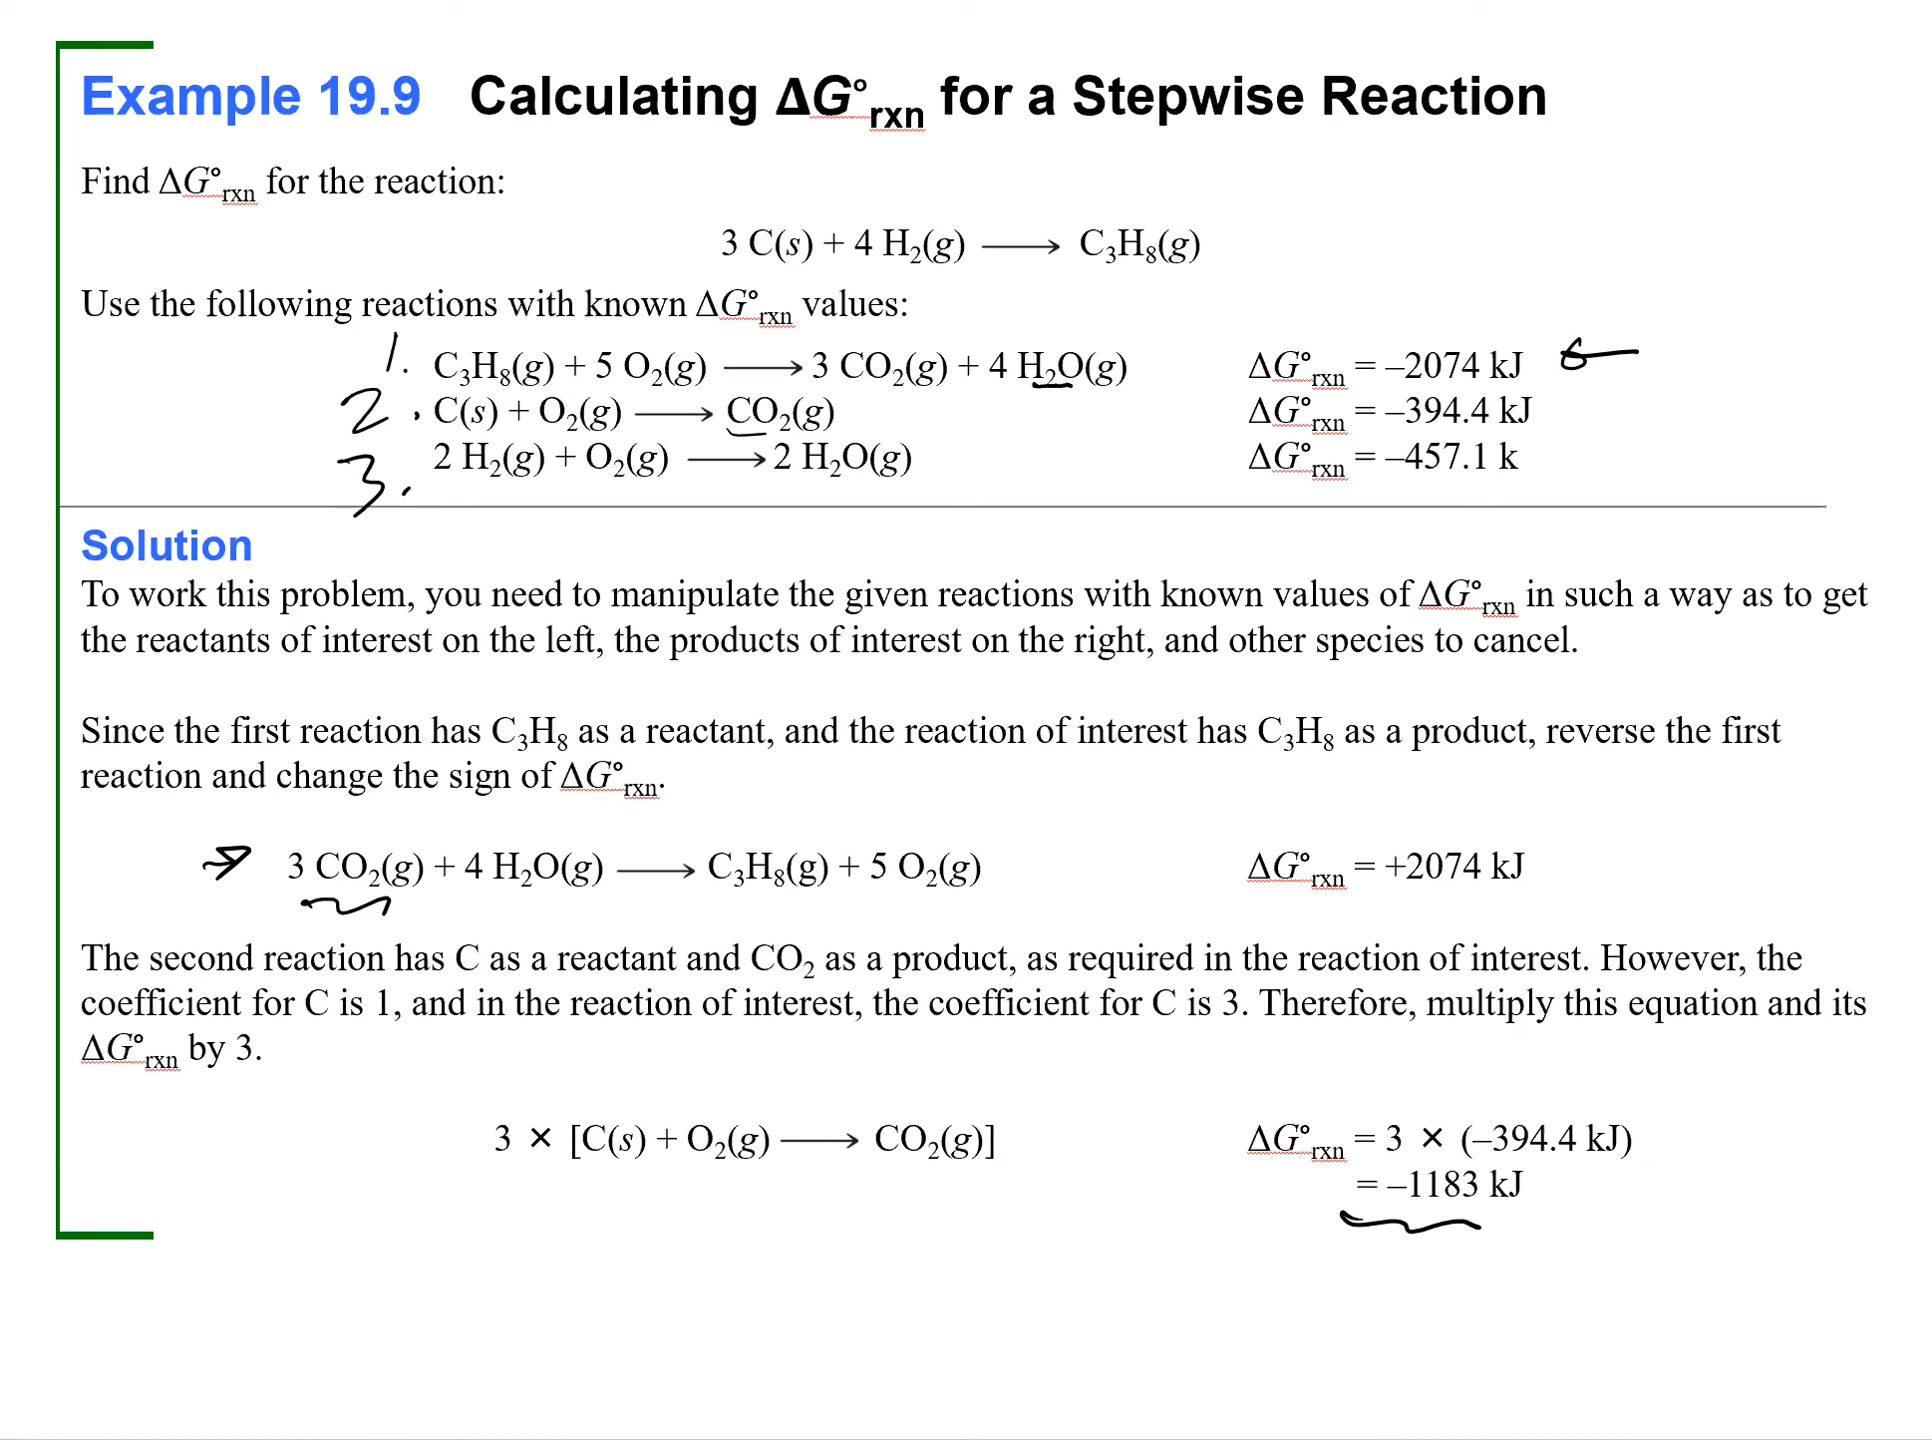 Example 19.9 Calculating ΔG°rxn for a Stepwise Reaction
Find ΔG°rxn for the reaction:
3 C(s) + 4 H₂(g) ⟶ C₃H₈(g)
Use the following reactions with known ΔG°rxn values:
1. C₃H₈(g) + 5 O₂(g) ⟶ 3 CO₂(g) + 4 H₂O(g) ΔG°rxn = –2074 kJ
2. C(s) + O₂(g) ⟶ CO₂(g) ΔG°rxn = –394.4 kJ
3. 2 H₂(g) + O₂(g) ⟶ 2 H₂O(g) ΔG°rxn = –457.1 k
Solution
To work this problem, you need to manipulate the given reactions with known values of ΔG°rxn in such a way as to get
the reactants of interest on the left, the products of interest on the right, and other species to cancel.
Since the first reaction has C₃H₈ as a reactant, and the reaction of interest has C₃H₈ as a product, reverse the first
reaction and change the sign of ΔG°rxn.
3 CO₂(g) + 4 H₂O(g) ⟶ C₃H₈(g) + 5 O₂(g) ΔG°rxn = +2074 kJ
The second reaction has C as a reactant and CO₂ as a product, as required in the reaction of interest. However, the
coefficient for C is 1, and in the reaction of interest, the coefficient for C is 3. Therefore, multiply this equation and its
ΔG°rxn by 3.
3 × [C(s) + O₂(g) ⟶ CO₂(g)] ΔG°rxn = 3 × (–394.4 kJ)
= –1183 kJ